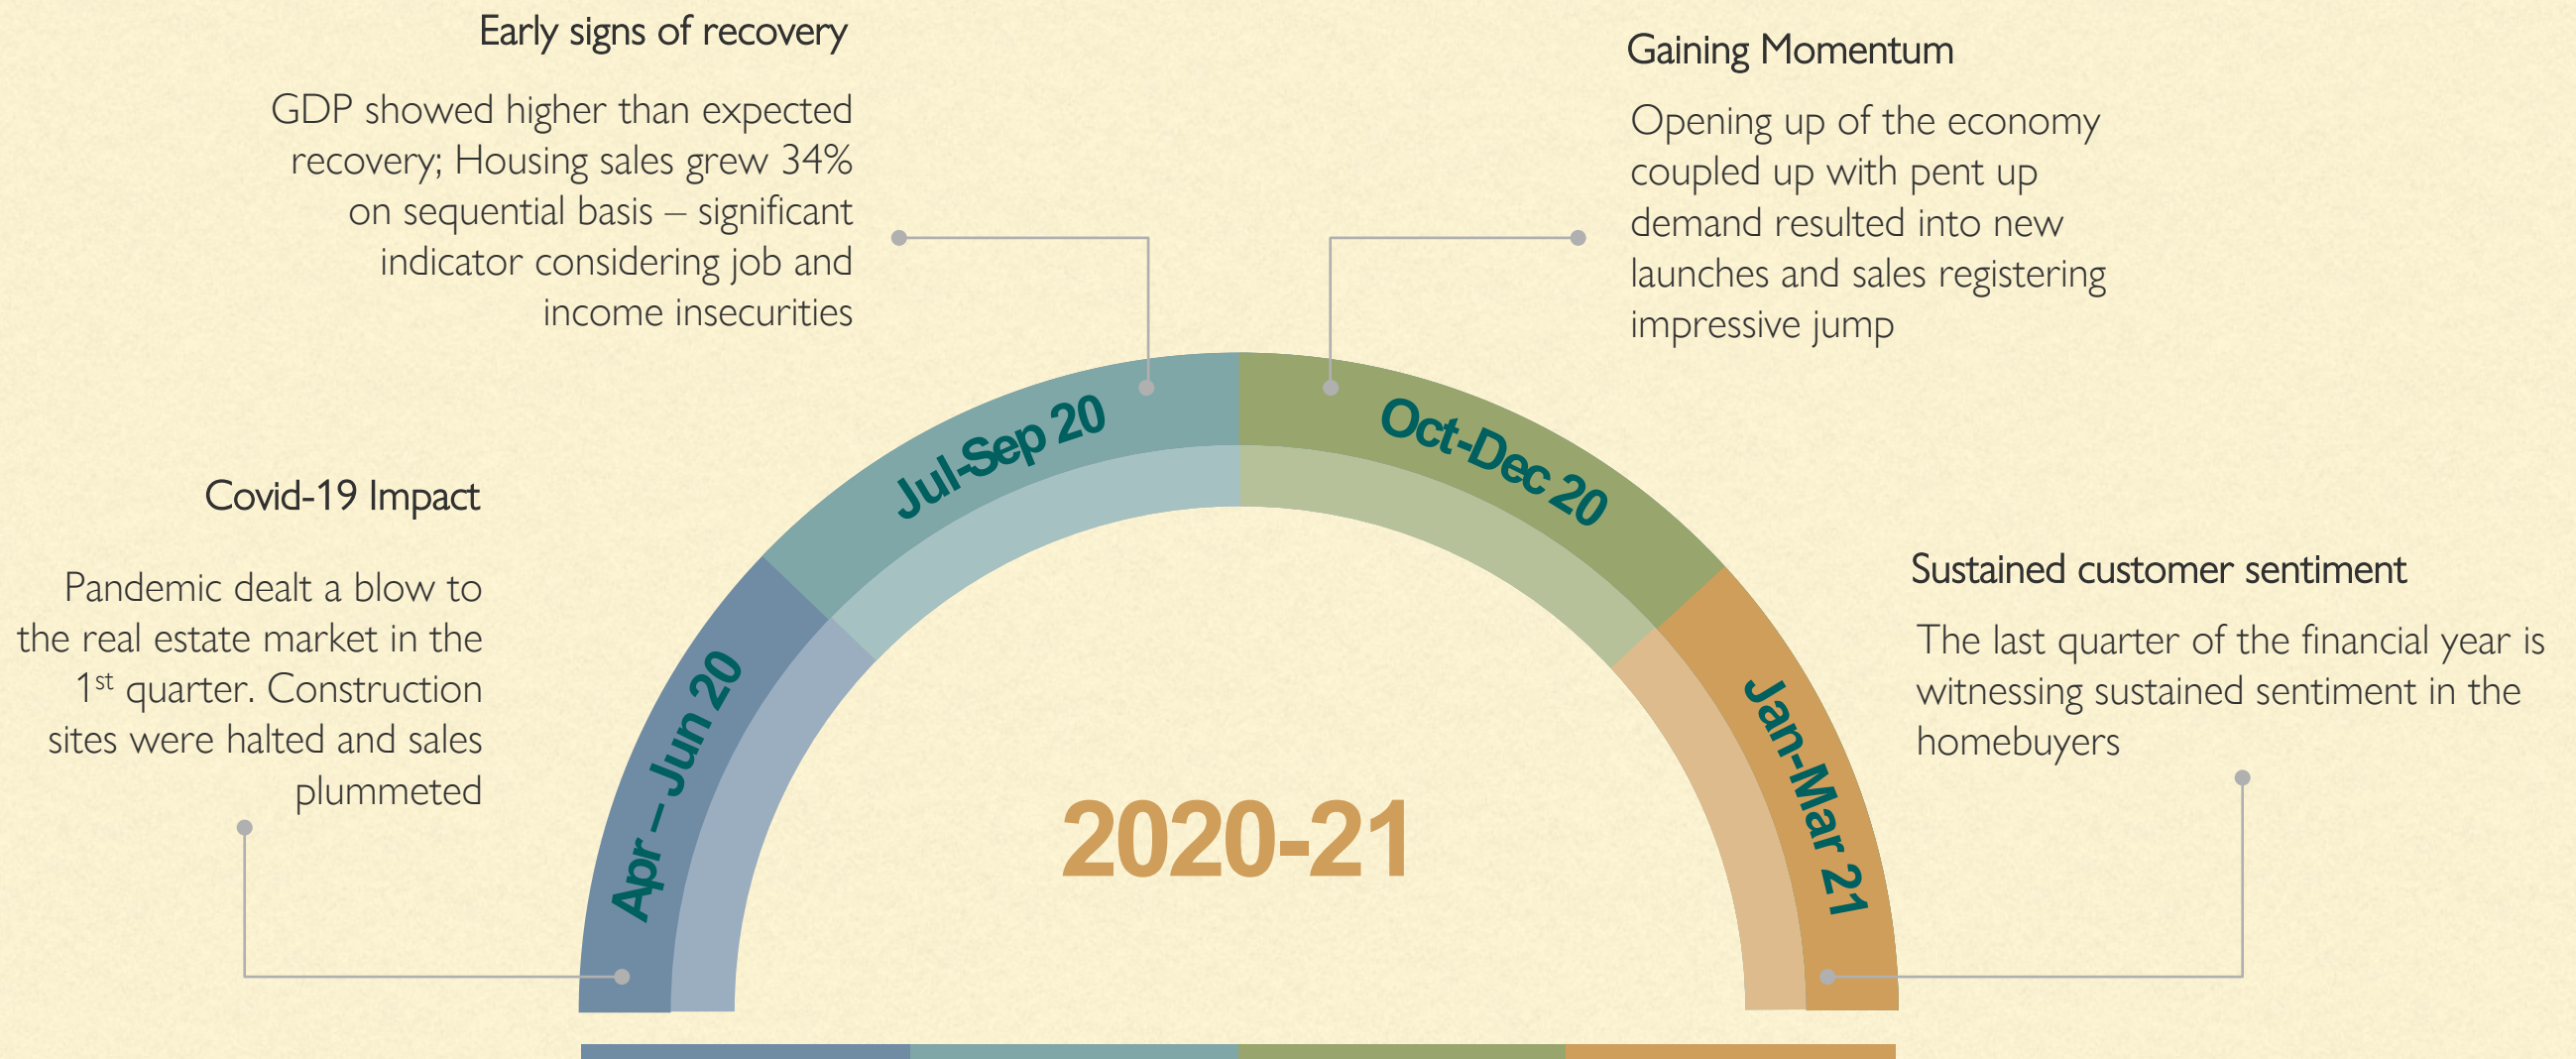 Early signs of recovery
GDP showed higher than expected
recovery; Housing sales grew 34%
on sequential basis – significant
indicator considering job and
income insecurities
Gaining Momentum
Opening up of the economy
coupled up with pent up
demand resulted into new
launches and sales registering
impressive jump
Covid-19 Impact
Pandemic dealt a blow to
the real estate market in the
1st quarter. Construction
sites were halted and sales
plummeted
Apr – Jun 20
Jul-Sep 20
Oct-Dec 20
Jan-Mar 21
2020-21
Sustained customer sentiment
The last quarter of the financial year is
witnessing sustained sentiment in the
homebuyers